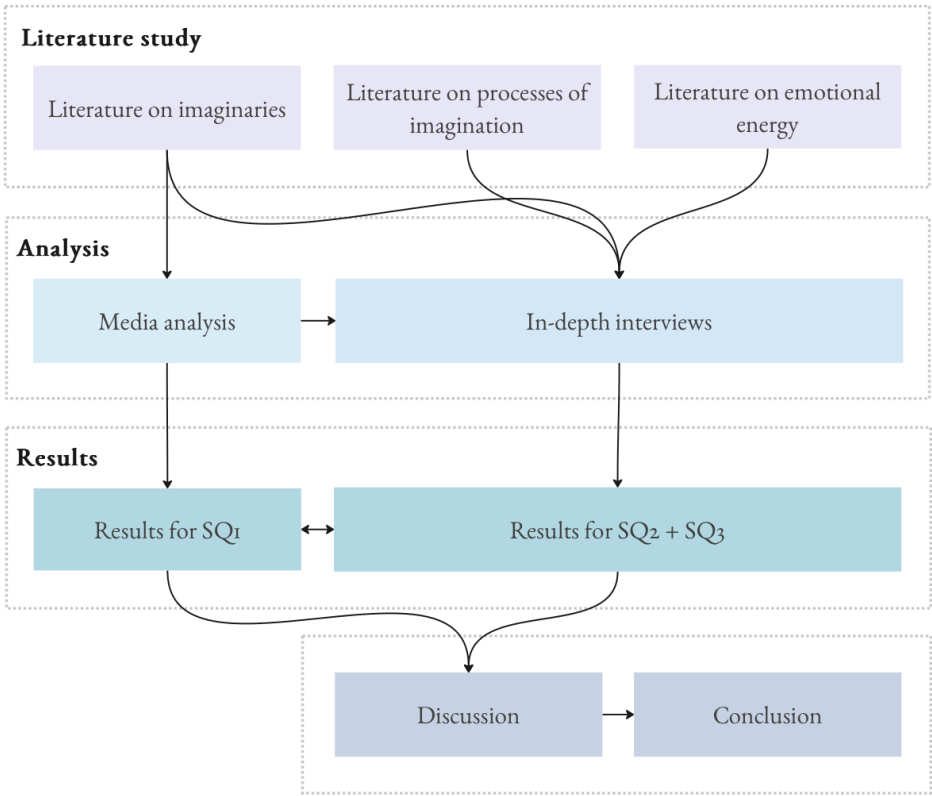 Literature study
Literature on imaginaries
Literature on processes of
imagination
Literature on emotional
energy
Analysis
Media analysis
In-depth interviews
Results
Results for SQ1
Results for SQ2 + SQ3
Discussion
Conclusion